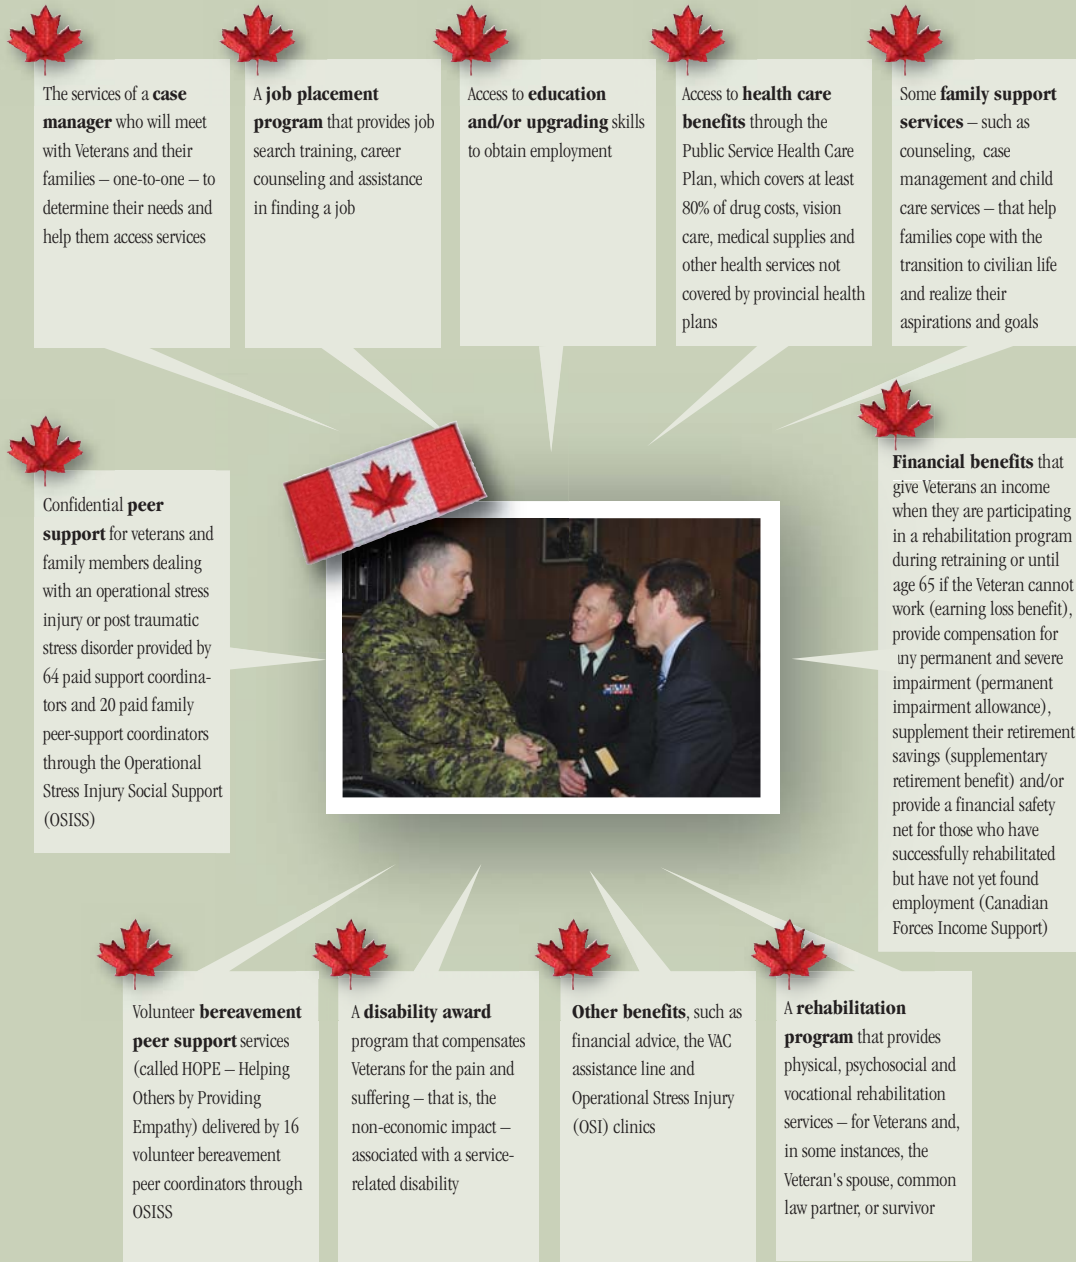 The services of a case
manager who will meet
with Veterans and their
families – one-to-one – to
determine their needs and
help them access services
A job placement
program that provides job
search training, career
counseling and assistance
in finding a job
Access to education
and/or upgrading skills
to obtain employment
Access to health care
benefits through the
Public Service Health Care
Plan, which covers at least
80% of drug costs, vision
care, medical supplies and
other health services not
covered by provincial health
plans
Some family support
services – such as
counseling, case
management and child
care services – that help
families cope with the
transition to civilian life
and realize their
aspirations and goals
Confidential peer
support for veterans and
family members dealing
with an operational stress
injury or post traumatic
stress disorder provided by
64 paid support coordina-
tors and 20 paid family
peer-support coordinators
through the Operational
Stress Injury Social Support
(OSISS)
Financial benefits that
give Veterans an income
when they are participating
in a rehabilitation program
during retraining or until
age 65 if the Veteran cannot
work (earning loss benefit),
provide compensation for
any permanent and severe
impairment (permanent
impairment allowance),
supplement their retirement
savings (supplementary
retirement benefit) and/or
provide a financial safety
net for those who have
successfully rehabilitated
but have not yet found
employment (Canadian
Forces Income Support)
Volunteer bereavement
peer support services
(called HOPE – Helping
Others by Providing
Empathy) delivered by 16
volunteer bereavement
peer coordinators through
OSISS
A disability award
program that compensates
Veterans for the pain and
suffering – that is, the
non-economic impact –
associated with a service-
related disability
Other benefits, such as
financial advice, the VAC
assistance line and
Operational Stress Injury
(OSI) clinics
A rehabilitation
program that provides
physical, psychosocial and
vocational rehabilitation
services – for Veterans and,
in some instances, the
Veteran's spouse, common
law partner, or survivor